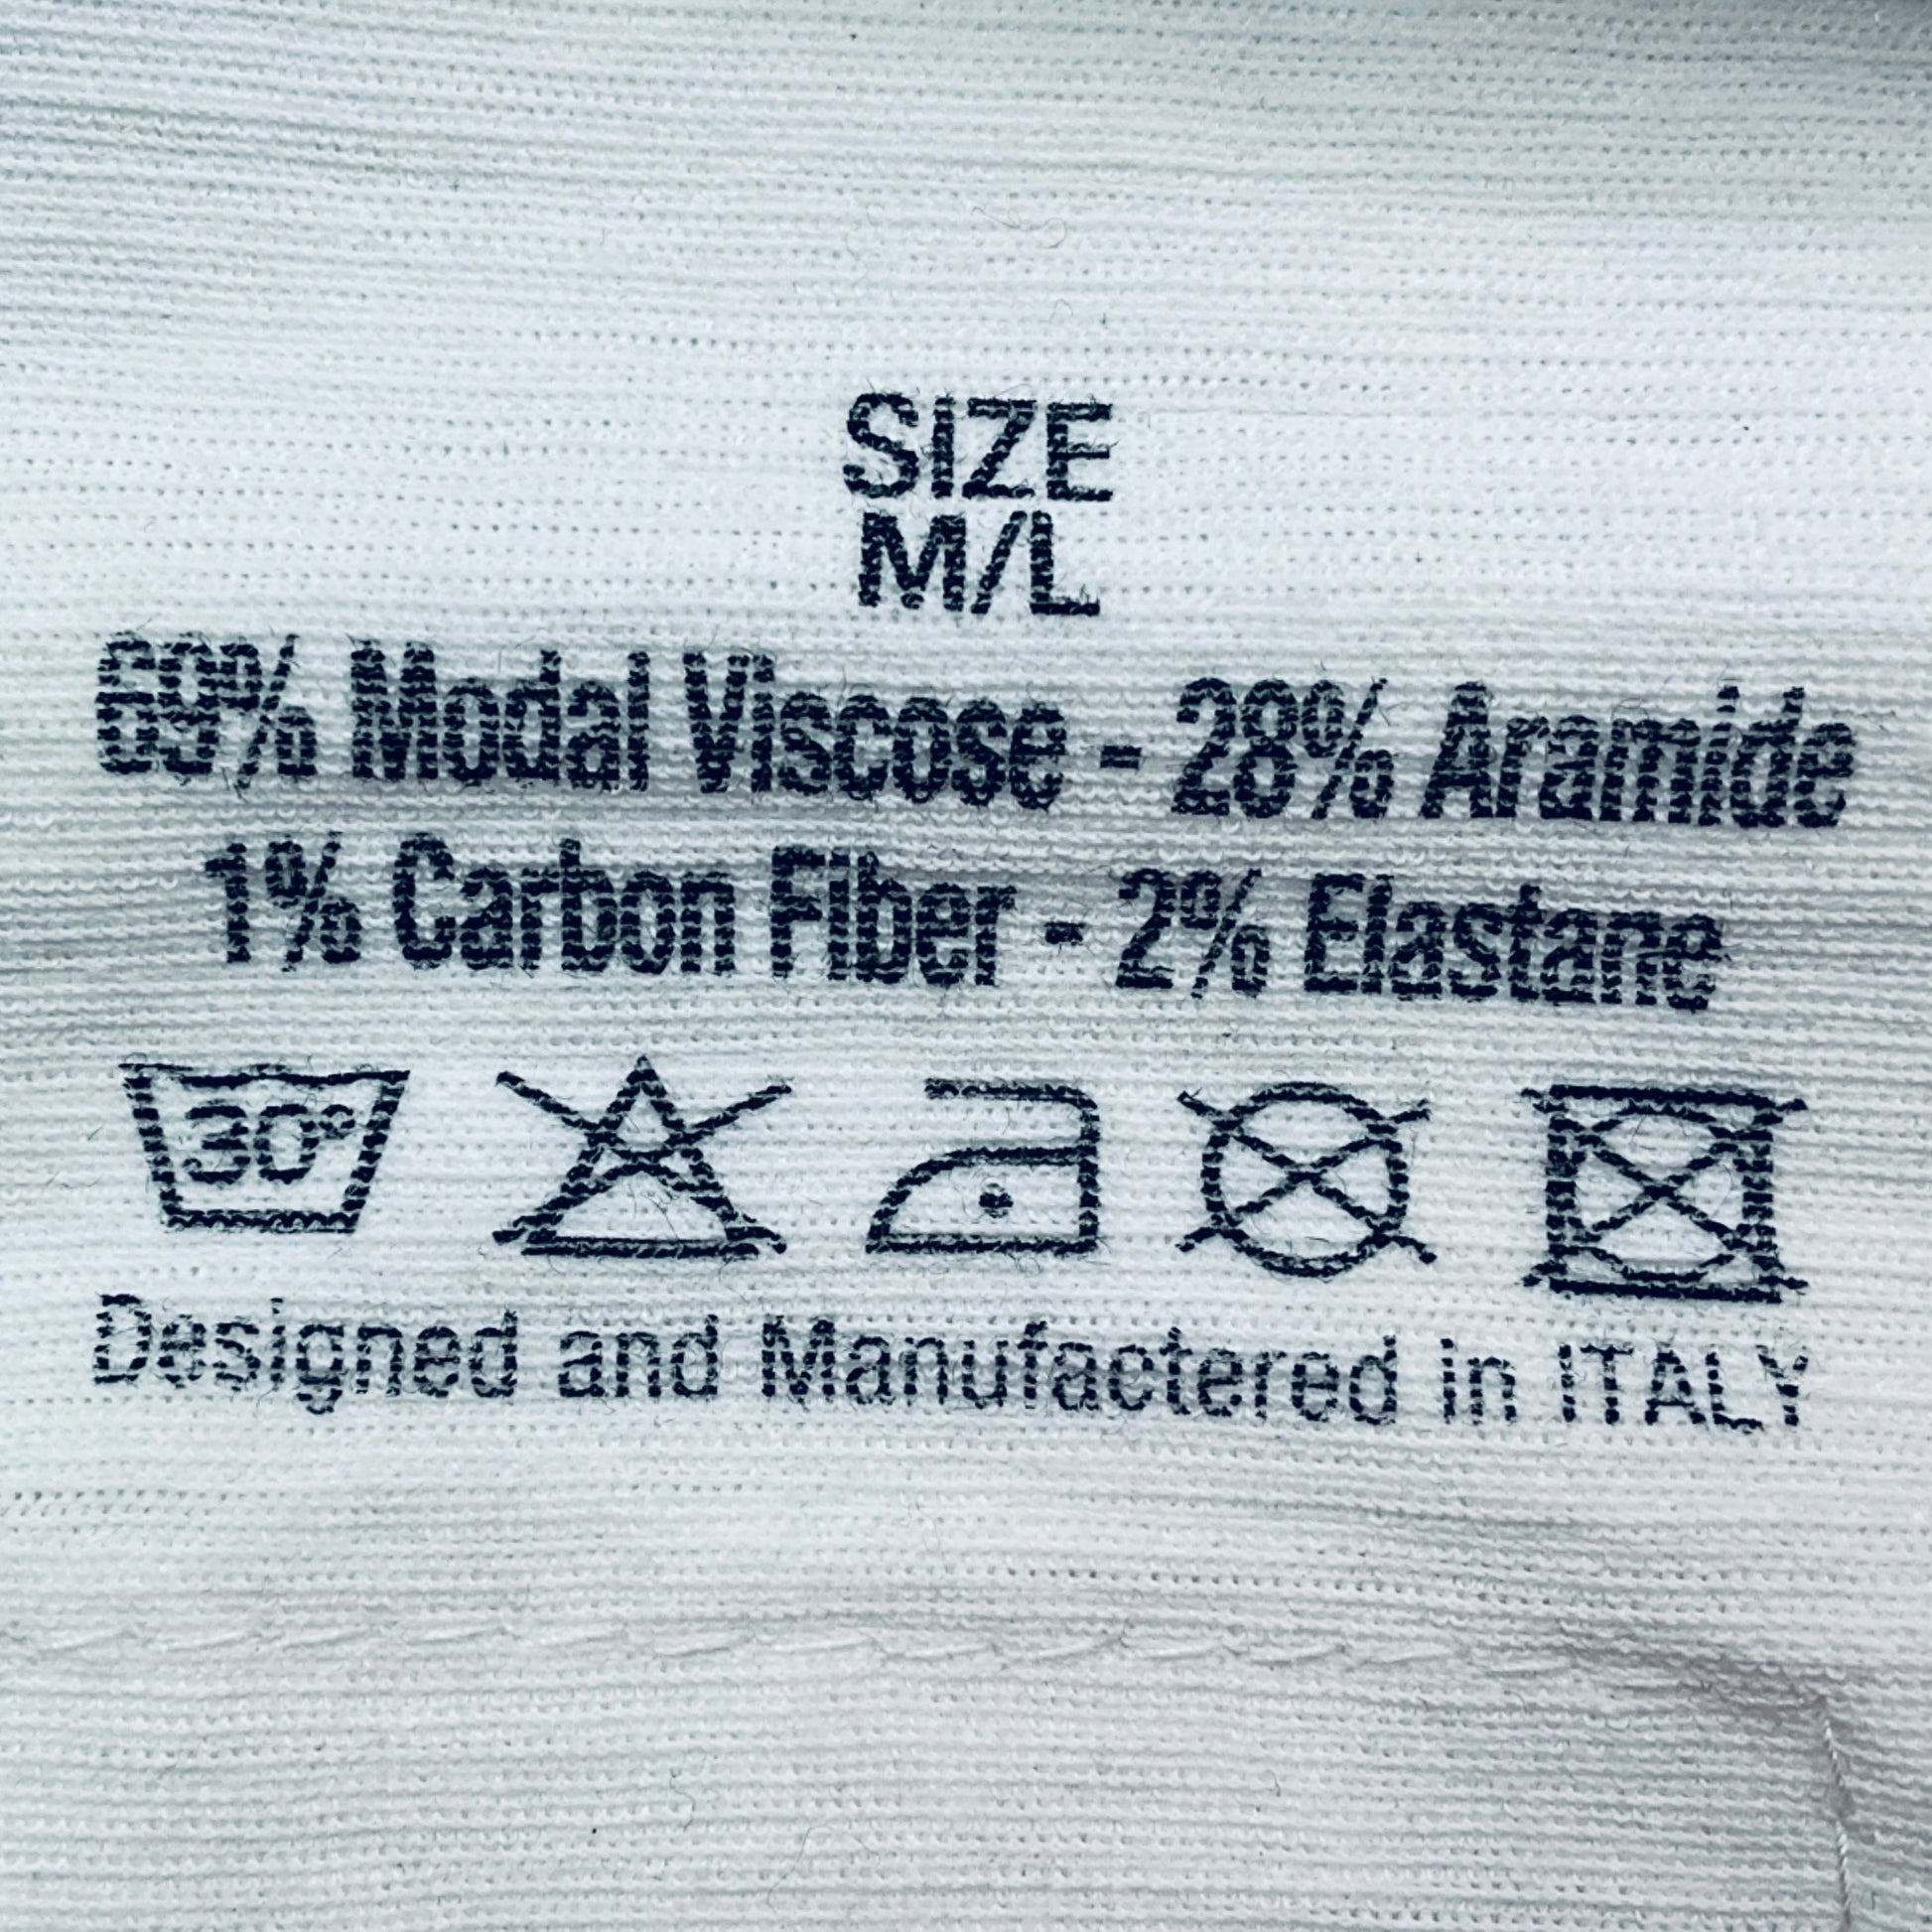 SIZE
M/L
69% Modal Viscose - 28% Aramide
1% Carbon Fiber - 2% Elastane
30°
Designed and Manufactered in ITALY